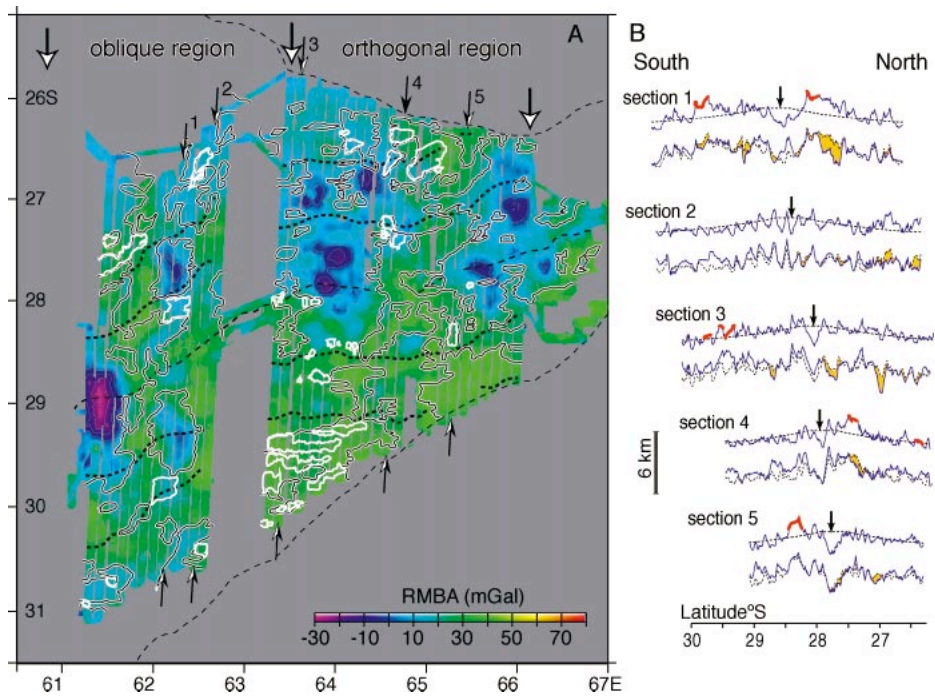 oblique region
orthogonal region
A
1
2
3
4
5
26S
27
28
29
30
31
RMBA (mGal)
-30 -10 10 30 50 70
61 62 63 64 65 66 67E
B
South North
section 1
section 2
section 3
section 4
section 5
6 km
Latitude°S
30 29 28 27